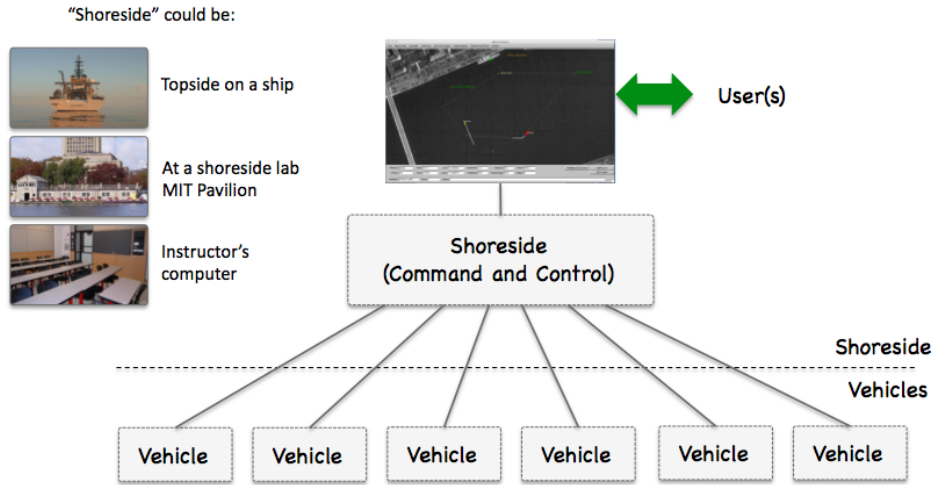 “Shoreside” could be:
Topside on a ship
At a shoreside lab
MIT Pavilion
Instructor’s
computer
User(s)
Shoreside
(Command and Control)
Shoreside
Vehicles
Vehicle
Vehicle
Vehicle
Vehicle
Vehicle
Vehicle